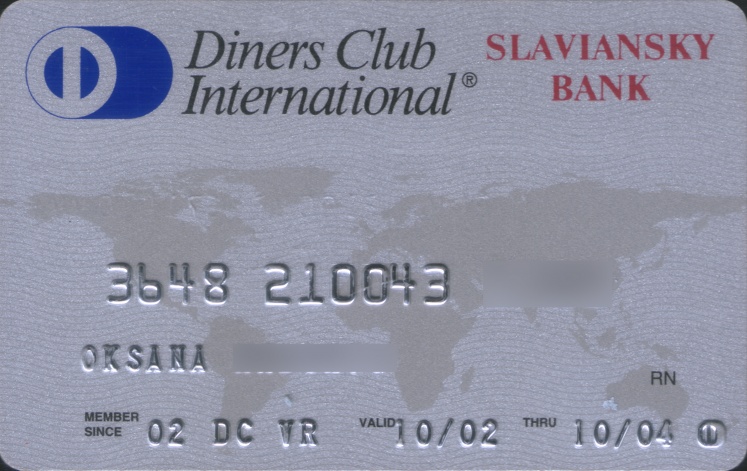 Diners Club
International®
SLAVIANSKY
BANK
3648 210043
OKSANA
RN
MEMBER
SINCE 02 DC VR VALID 10/02 THRU 10/04